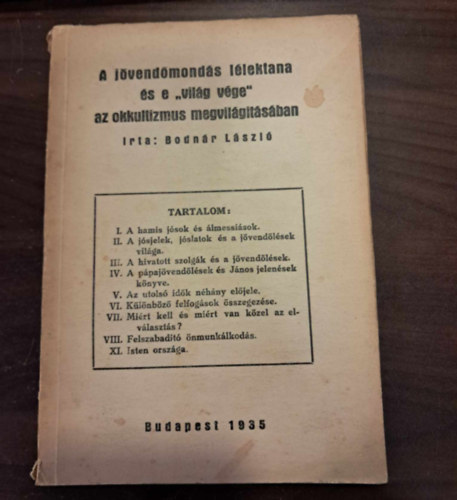 A jövendőmondás lélektana
és e „világ vége"
az okkultizmus megvilágításában
Irta: Bodnár László
TARTALOM:
I. A hamis jósok és álmessiások.
II. A jósjelek, jóslatok és a jövendölések
világa.
III. A hivatott szolgák és a jövendölések.
IV. A pápajövendölések és János jelenések
könyve.
V. Az utolsó idők néhány előjele.
VI. Különböző felfogások összegezése.
VII. Miért kell és miért van közel az el-
választás?
VIII. Felszabadító önmunkálkodás.
XI. Isten országa.
Budapest 1935